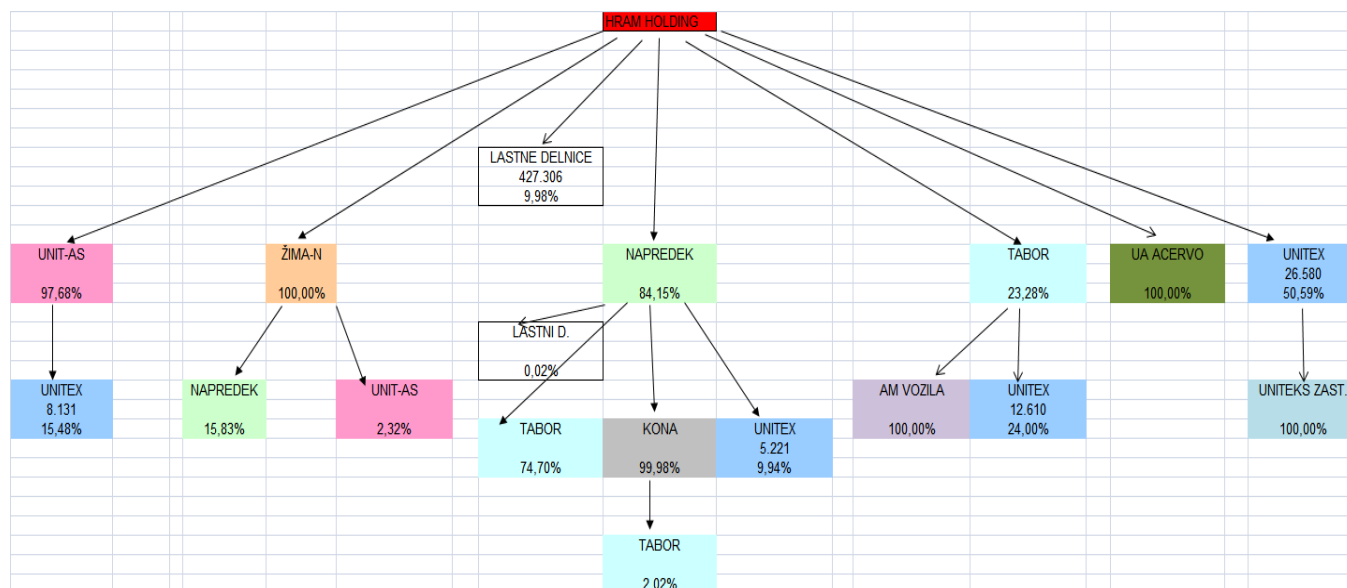 HRAM HOLDING
LASTNE DELNICE
427.306
9,98%
UNIT-AS
97,68%
ŽIMA-N
100,00%
NAPREDEK
84,15%
TABOR
23,28%
UA ACERVO
100,00%
UNITEX
26.580
50,59%
LASTNI D.
0,02%
UNITEX
8.131
15,48%
NAPREDEK
15,83%
UNIT-AS
2,32%
TABOR
74,70%
KONA
99,98%
UNITEX
5.221
9,94%
AM VOZILA
100,00%
UNITEX
12.610
24,00%
UNITEKS ZAST.
100,00%
TABOR
2,02%